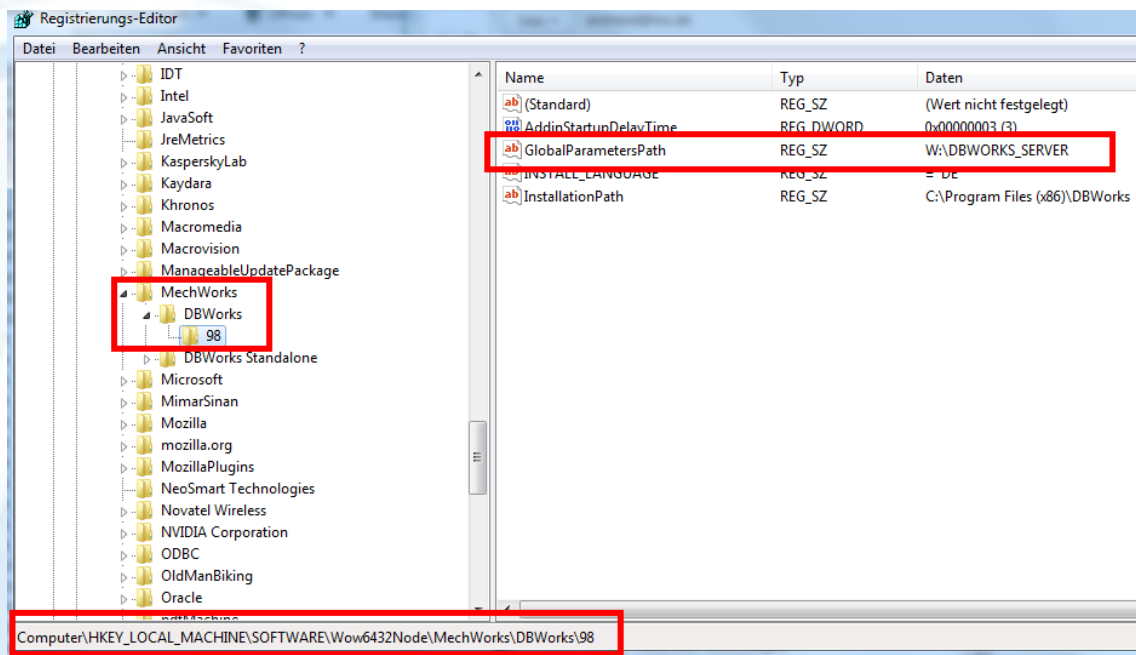 Registrierungs-Editor
Datei Bearbeiten Ansicht Favoriten ?
IDT
Intel
JavaSoft
JreMetrics
KasperskyLab
Kaydara
Khronos
Macromedia
Macrovision
ManageableUpdatePackage
MechWorks
DBWorks
98
DBWorks Standalone
Microsoft
MimarSinan
Mozilla
mozilla.org
MozillaPlugins
NeoSmart Technologies
Novatel Wireless
NVIDIA Corporation
ODBC
OldManBiking
Oracle
Name Typ Daten
(Standard) REG_SZ (Wert nicht festgelegt)
AddinStartupDelayTime REG_DWORD 0x00000003 (3)
GlobalParametersPath REG_SZ W:\DBWORKS_SERVER
INSTALL_LANGUAGE REG_SZ = DE
InstallationPath REG_SZ C:\Program Files (x86)\DBWorks
Computer\HKEY_LOCAL_MACHINE\SOFTWARE\Wow6432Node\MechWorks\DBWorks\98